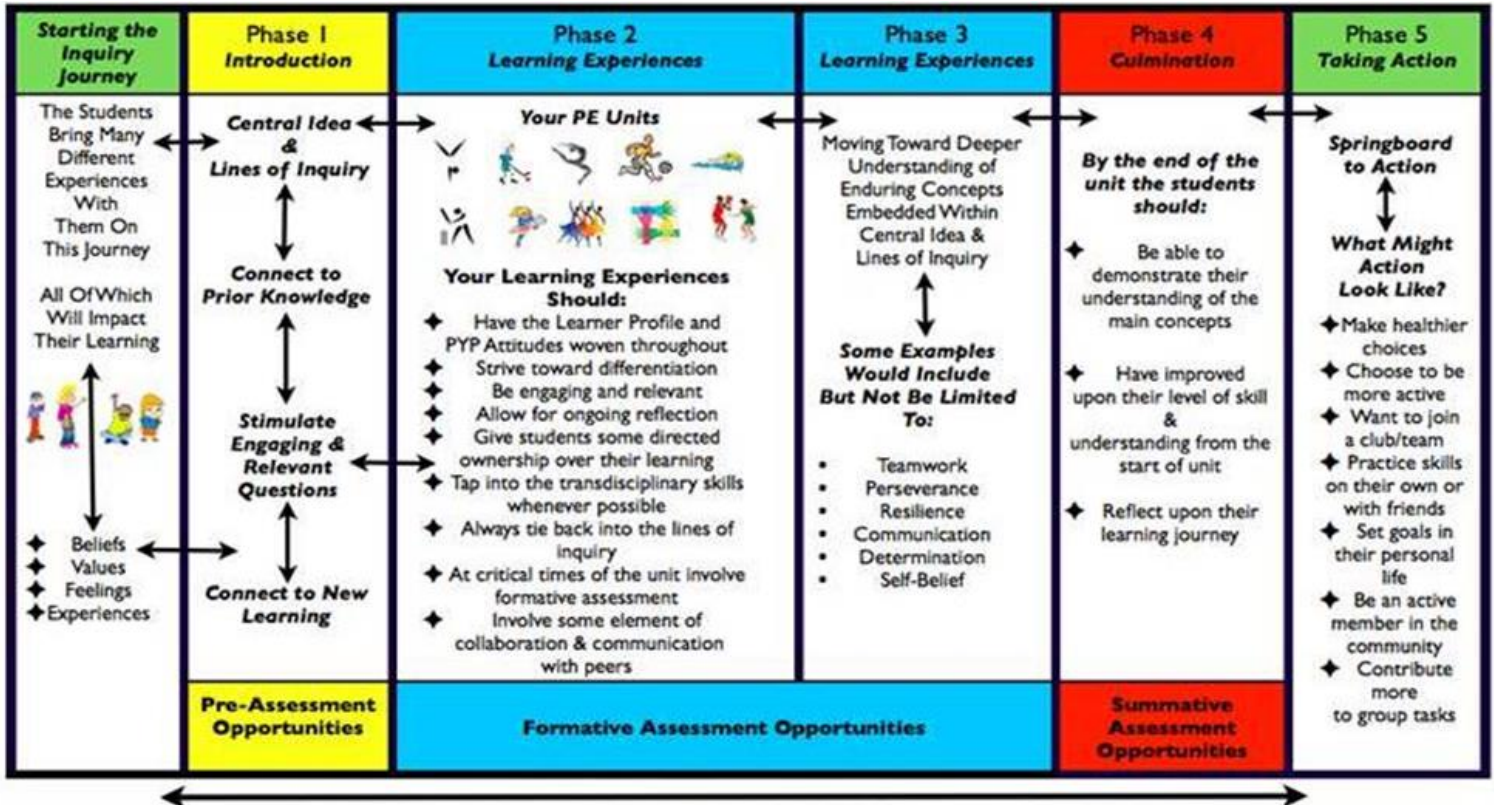 Starting the
Inquiry
Journey
The Students
Bring Many
Different
Experiences
With
Them On
This Journey
All Of Which
Will Impact
Their Learning
✦ Beliefs
✦ Values
✦ Feelings
✦ Experiences
Phase 1
Introduction
Central Idea
&
Lines of Inquiry
Connect to
Prior Knowledge
Stimulate
Engaging &
Relevant
Questions
Connect to New
Learning
Pre-Assessment
Opportunities
Phase 2
Learning Experiences
Your PE Units
Your Learning Experiences
Should:
✦ Have the Learner Profile and
PYP Attitudes woven throughout
✦ Strive toward differentiation
✦ Be engaging and relevant
✦ Allow for ongoing reflection
✦ Give students some directed
ownership over their learning
✦ Tap into the transdisciplinary skills
whenever possible
✦ Always tie back into the lines of
inquiry
✦ At critical times of the unit involve
formative assessment
✦ Involve some element of
collaboration & communication
with peers
Phase 3
Learning Experiences
Moving Toward Deeper
Understanding of
Enduring Concepts
Embedded Within
Central Idea &
Lines of Inquiry
Some Examples
Would Include
But Not Be Limited
To:
• Teamwork
• Perseverance
• Resilience
• Communication
• Determination
• Self-Belief
Formative Assessment Opportunities
Phase 4
Culmination
By the end of the
unit the students
should:
✦ Be able to
demonstrate their
understanding of the
main concepts
✦ Have improved
upon their level of skill
&
understanding from the
start of unit
✦ Reflect upon their
learning journey
Summative
Assessment
Opportunities
Phase 5
Taking Action
Springboard
to Action
What Might
Action
Look Like?
✦ Make healthier
choices
✦ Choose to be
more active
✦ Want to join
a club/team
✦ Practice skills
on their own or
with friends
✦ Set goals in
their personal
life
✦ Be an active
member in the
community
✦ Contribute
more
to group tasks